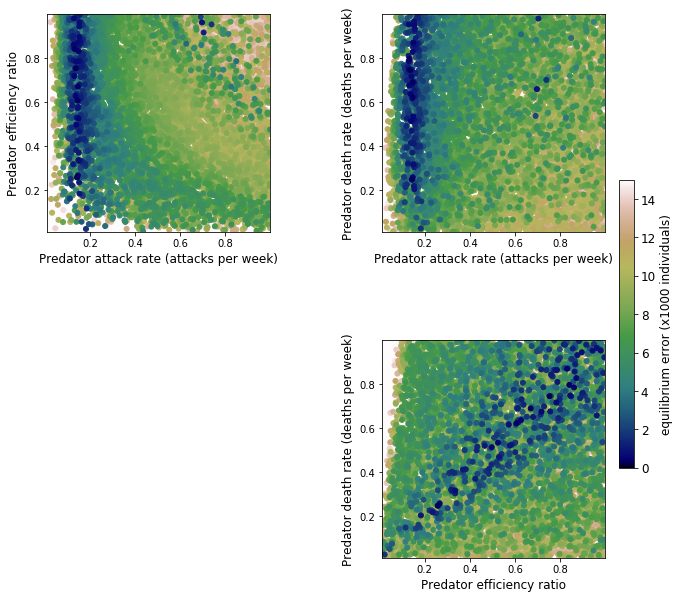 0.8
0.6
0.4
0.2
Predator efficiency ratio
0.2 0.4 0.6 0.8
Predator attack rate (attacks per week)
0.8
0.6
0.4
0.2
Predator death rate (deaths per week)
0.2 0.4 0.6 0.8
Predator attack rate (attacks per week)
14
12
10
8
6
4
2
0
equilibrium error (x1000 individuals)
0.8
0.6
0.4
0.2
Predator death rate (deaths per week)
0.2 0.4 0.6 0.8
Predator efficiency ratio